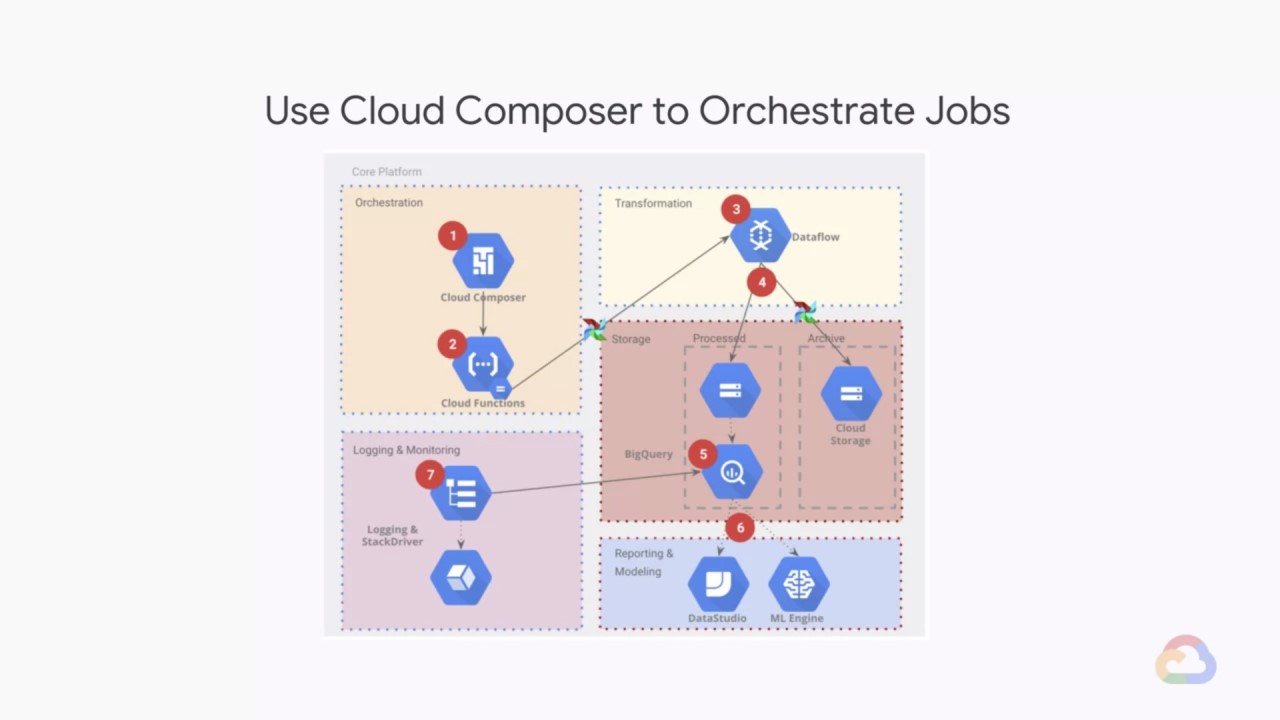 Use Cloud Composer to Orchestrate Jobs
Core Platform
Orchestration
1
Cloud Composer
2
Cloud Functions
Transformation
3
Dataflow
4
Storage
Processed
Archive
Cloud
Storage
BigQuery
5
Logging & Monitoring
7
Logging &
StackDriver
6
Reporting &
Modeling
DataStudio
ML Engine